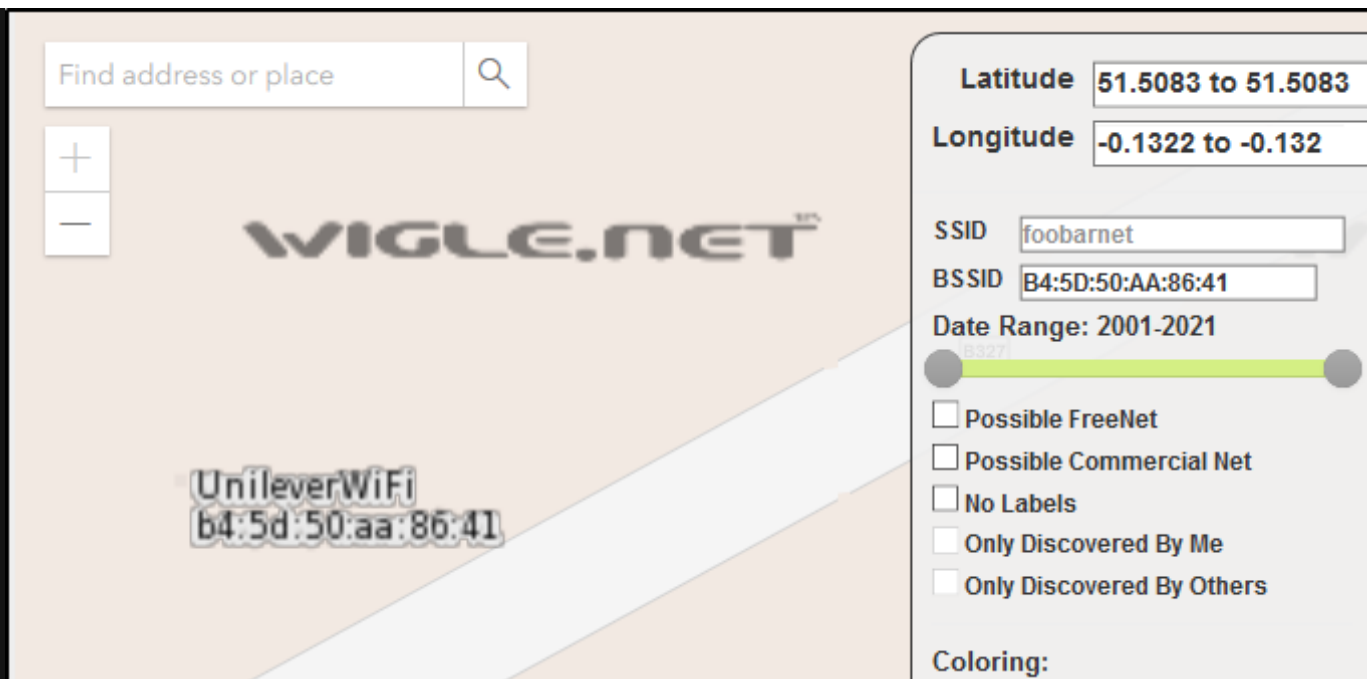 Find address or place
Latitude 51.5083 to 51.5083
Longitude -0.1322 to -0.132
WIGLE.NET
SSID foobarnet
BSSID B4:5D:50:AA:86:41
Date Range: 2001-2021
B327
Possible FreeNet
Possible Commercial Net
UnileverWiFi
b4:5d:50:aa:86:41
No Labels
Only Discovered By Me
Only Discovered By Others
Coloring: